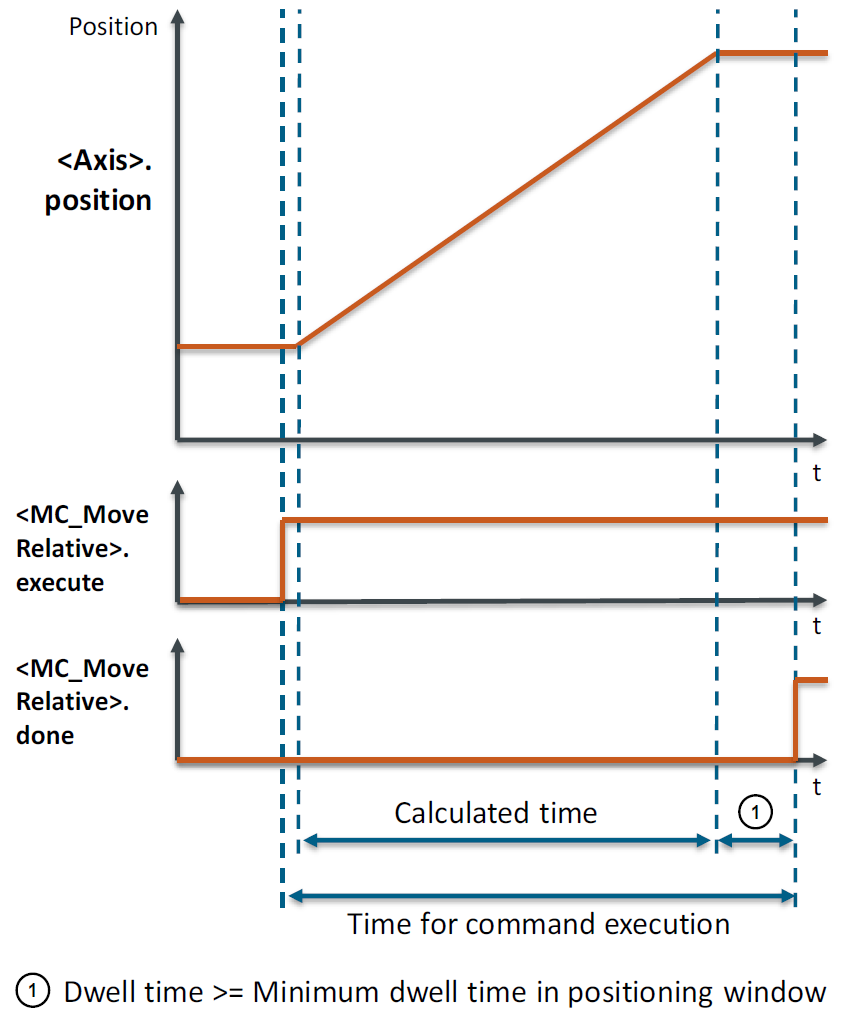 Position
<Axis>.
position
t
<MC_Move
Relative>.
execute
t
<MC_Move
Relative>.
done
t
Calculated time
1
Time for command execution
1 Dwell time >= Minimum dwell time in positioning window